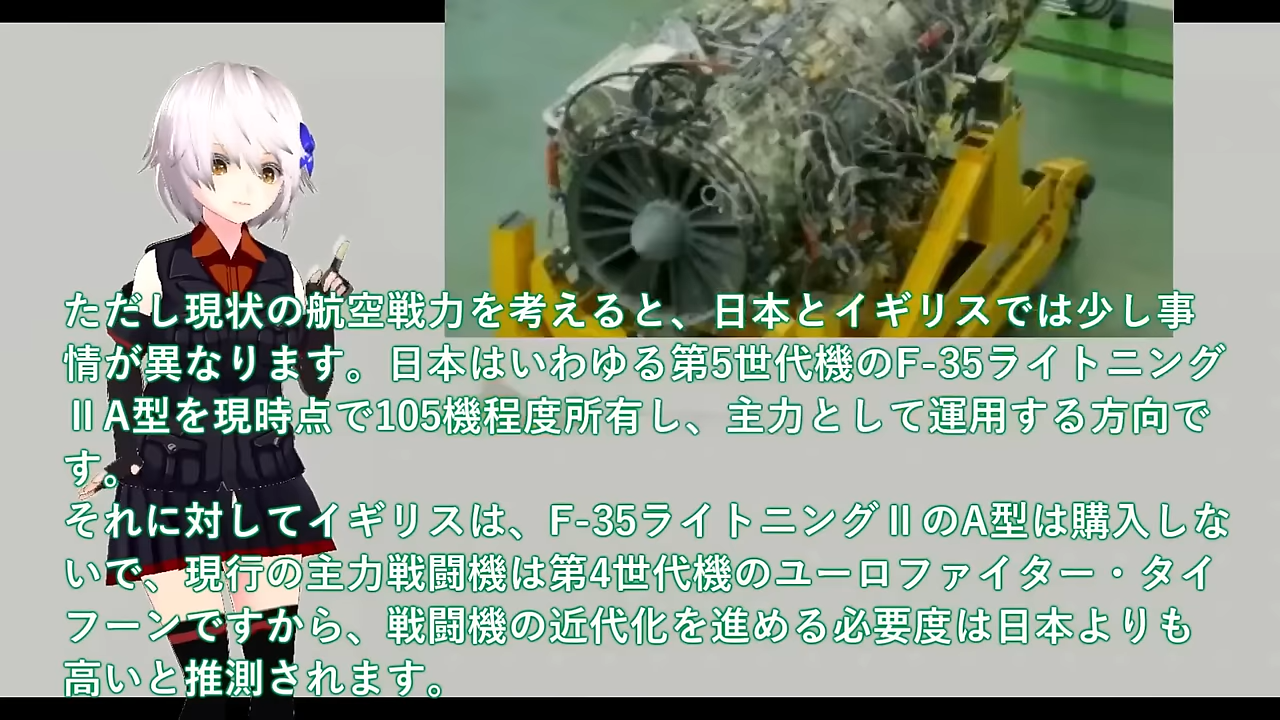 ただし現状の航空戦力を考えると、日本とイギリスでは少し事
情が異なります。日本はいわゆる第5世代機のF-35ライトニング
ⅡA型を現時点で105機程度所有し、主力として運用する方向で
す。
それに対してイギリスは、F-35ライトニングⅡのA型は購入しな
いで、現行の主力戦闘機は第4世代機のユーロファイター・タイ
フーンですから、戦闘機の近代化を進める必要度は日本よりも
高いと推測されます。